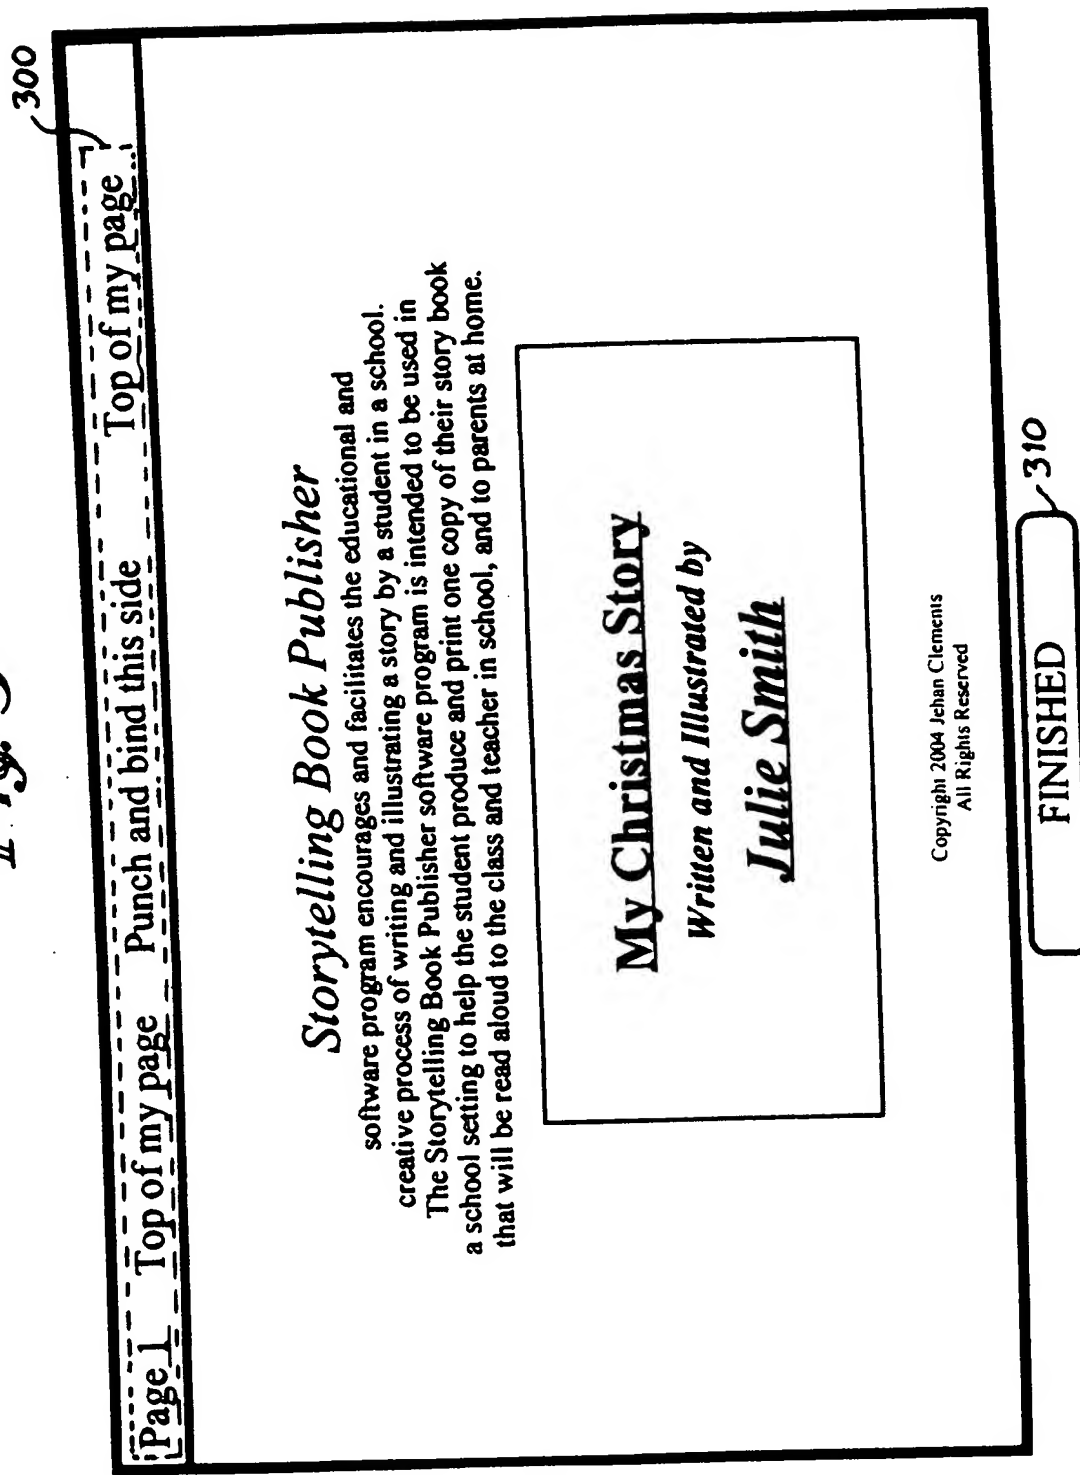 300
Page 1 Top of my page Punch and bind this side Top of my page
Storytelling Book Publisher
software program encourages and facilitates the educational and
creative process of writing and illustrating a story by a student in a school.
The Storytelling Book Publisher software program is intended to be used in
a school setting to help the student produce and print one copy of their story book
that will be read aloud to the class and teacher in school, and to parents at home.
My Christmas Story
Written and Illustrated by
Julie Smith
Copyright 2004 Jehan Clements
All Rights Reserved
FINISHED
310